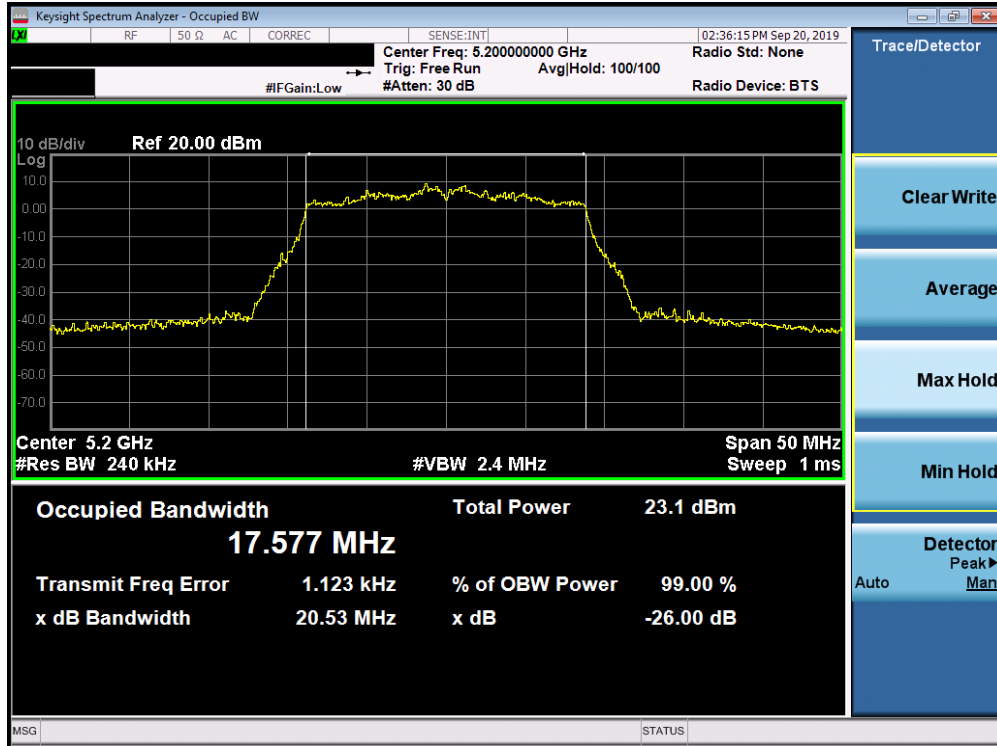 Keysight Spectrum Analyzer - Occupied BW
LXI RF 50 Ω AC CORREC SENSE:INT 02:36:15 PM Sep 20, 2019
Center Freq: 5.200000000 GHz Radio Std: None
Trig: Free Run Avg|Hold: 100/100
#IFGain:Low #Atten: 30 dB Radio Device: BTS
10 dB/div Ref 20.00 dBm
Log
10.0
0.00
-10.0
-20.0
-30.0
-40.0
-50.0
-60.0
-70.0
Center 5.2 GHz Span 50 MHz
#Res BW 240 kHz #VBW 2.4 MHz Sweep 1 ms
Occupied Bandwidth Total Power 23.1 dBm
17.577 MHz
Transmit Freq Error 1.123 kHz % of OBW Power 99.00 %
x dB Bandwidth 20.53 MHz x dB -26.00 dB
MSG STATUS
Trace/Detector
Clear Write
Average
Max Hold
Min Hold
Detector
Peak▶
Auto Man